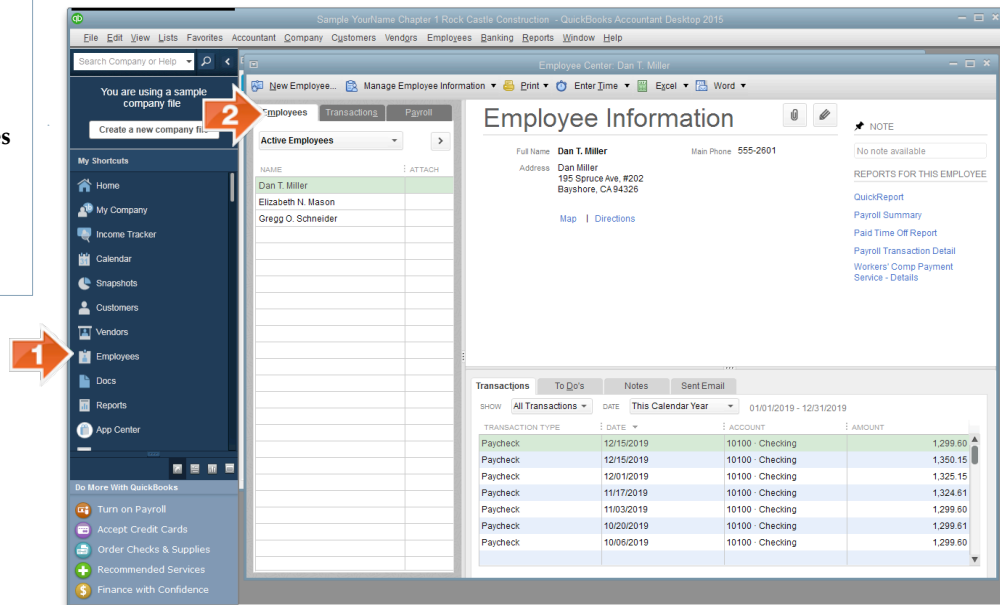 es
qb Sample YourName Chapter 1 Rock Castle Construction - QuickBooks Accountant Desktop 2015
File Edit View Lists Favorites Accountant Company Customers Vendors Employees Banking Reports Window Help
Search Company or Help
You are using a sample
company file
Create a new company file
My Shortcuts
Home
My Company
Income Tracker
Calendar
Snapshots
Customers
Vendors
1
Employees
Docs
Reports
App Center
Do More With QuickBooks
Turn on Payroll
Accept Credit Cards
Order Checks & Supplies
Recommended Services
$ Finance with Confidence
Employee Center: Dan T. Miller
New Employee... Manage Employee Information Print Enter Time Excel Word
2
Employees Transactions Payroll
Active Employees
NAME ATTACH
Dan T. Miller
Elizabeth N. Mason
Gregg O. Schneider
Employee Information
Full Name Dan T. Miller Main Phone 555-2601
Address Dan Miller
195 Spruce Ave, #202
Bayshore, CA 94326
Map | Directions
NOTE
No note available
REPORTS FOR THIS EMPLOYEE
QuickReport
Payroll Summary
Paid Time Off Report
Payroll Transaction Detail
Workers' Comp Payment
Service - Details
Transactions To Do's Notes Sent Email
SHOW All Transactions DATE This Calendar Year 01/01/2019 - 12/31/2019
TRANSACTION TYPE DATE ACCOUNT AMOUNT
Paycheck 12/15/2019 10100 · Checking 1,299.60
Paycheck 12/15/2019 10100 · Checking 1,350.15
Paycheck 12/01/2019 10100 · Checking 1,325.15
Paycheck 11/17/2019 10100 · Checking 1,324.61
Paycheck 11/03/2019 10100 · Checking 1,299.60
Paycheck 10/20/2019 10100 · Checking 1,299.61
Paycheck 10/06/2019 10100 · Checking 1,299.60